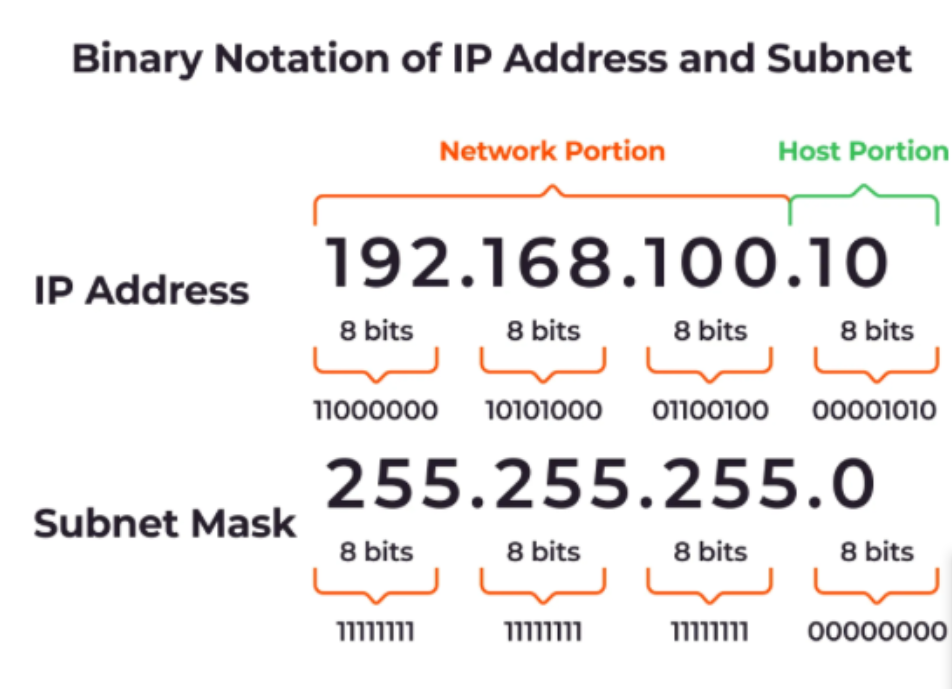 Binary Notation of IP Address and Subnet
Network Portion Host Portion
IP Address 192.168.100.10
8 bits 8 bits 8 bits 8 bits
11000000 10101000 01100100 00001010
Subnet Mask 255.255.255.0
8 bits 8 bits 8 bits 8 bits
11111111 11111111 11111111 00000000